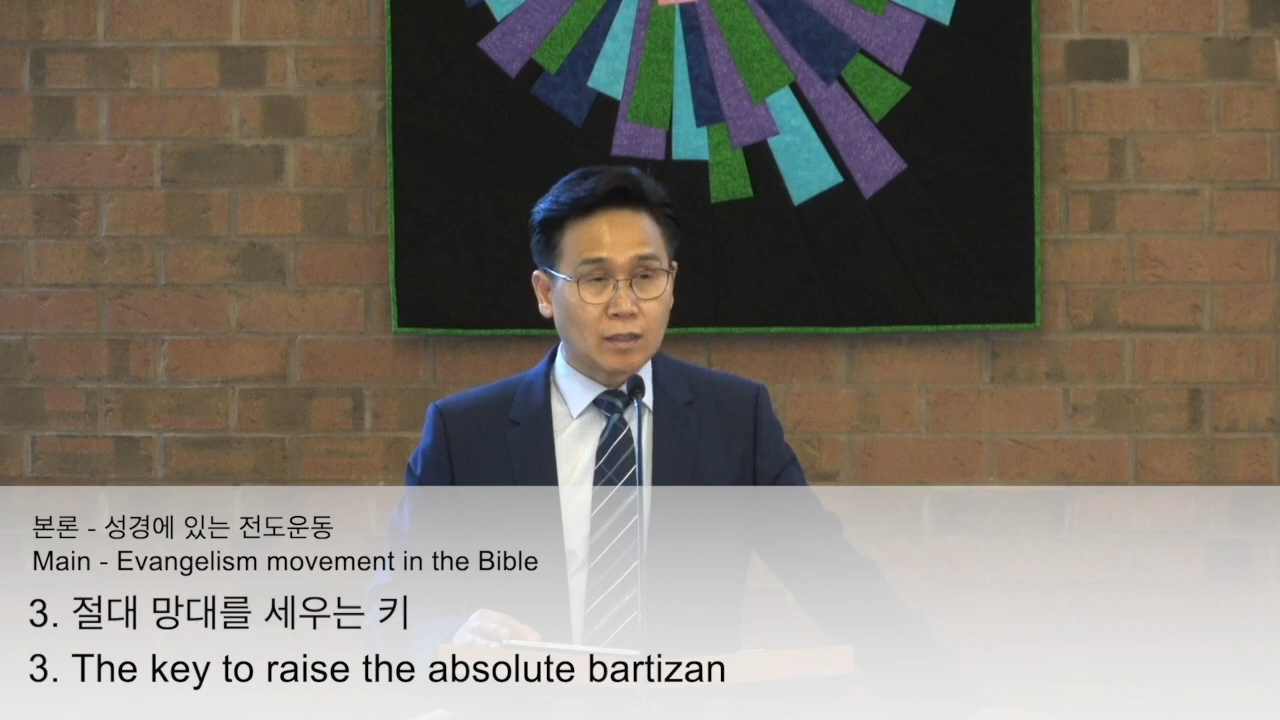 본론 - 성경에 있는 전도운동
Main - Evangelism movement in the Bible
3. 절대 망대를 세우는 키
3. The key to raise the absolute bartizan